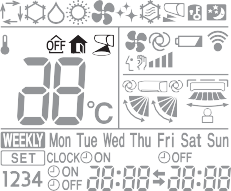 OFF
88 °C
WEEKLY Mon Tue Wed Thu Fri Sat Sun
SET CLOCK ON OFF
1234 ON OFF 88:88 88:88